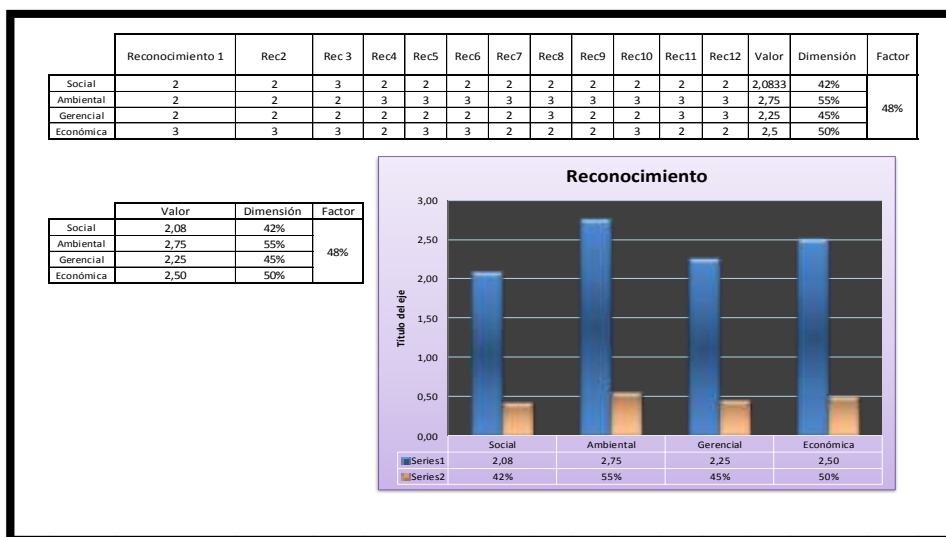 Reconocimiento 1 Rec2 Rec 3 Rec4 Rec5 Rec6 Rec7 Rec8 Rec9 Rec10 Rec11 Rec12 Valor Dimensión Factor
Social 2 2 3 2 2 2 2 2 2 2 2 2 2,0833 42%
Ambiental 2 2 2 3 3 3 3 3 3 3 3 3 2,75 55%
48%
Gerencial 2 2 2 2 2 2 2 3 2 2 3 3 2,25 45%
Económica 3 3 3 2 3 3 2 2 2 3 2 2 2,5 50%
Valor Dimensión Factor
Social 2,08 42%
Ambiental 2,75 55%
48%
Gerencial 2,25 45%
Económica 2,50 50%
Reconocimiento
Título del eje
3,00
2,50
2,00
1,50
1,00
0,50
0,00
Social Ambiental Gerencial Económica
Series1 2,08 2,75 2,25 2,50
Series2 42% 55% 45% 50%